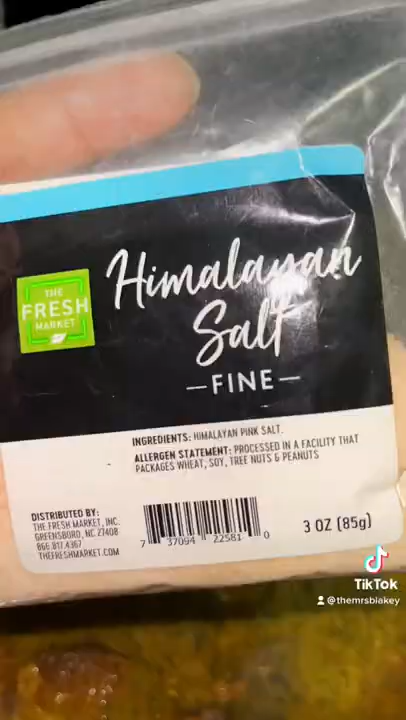 Himalayan
Salt
—FINE—
THE
FRESH
MARKET
INGREDIENTS: HIMALAYAN PINK SALT.
ALLERGEN STATEMENT: PROCESSED IN A FACILITY THAT
PACKAGES WHEAT, SOY, TREE NUTS & PEANUTS
DISTRIBUTED BY:
THE FRESH MARKET, INC.
GREENSBORO, NC 27408
866.817.4367
THEFRESHMARKET.COM
7 37094 22581 0
3 OZ (85g)
TikTok
@themrsblakey